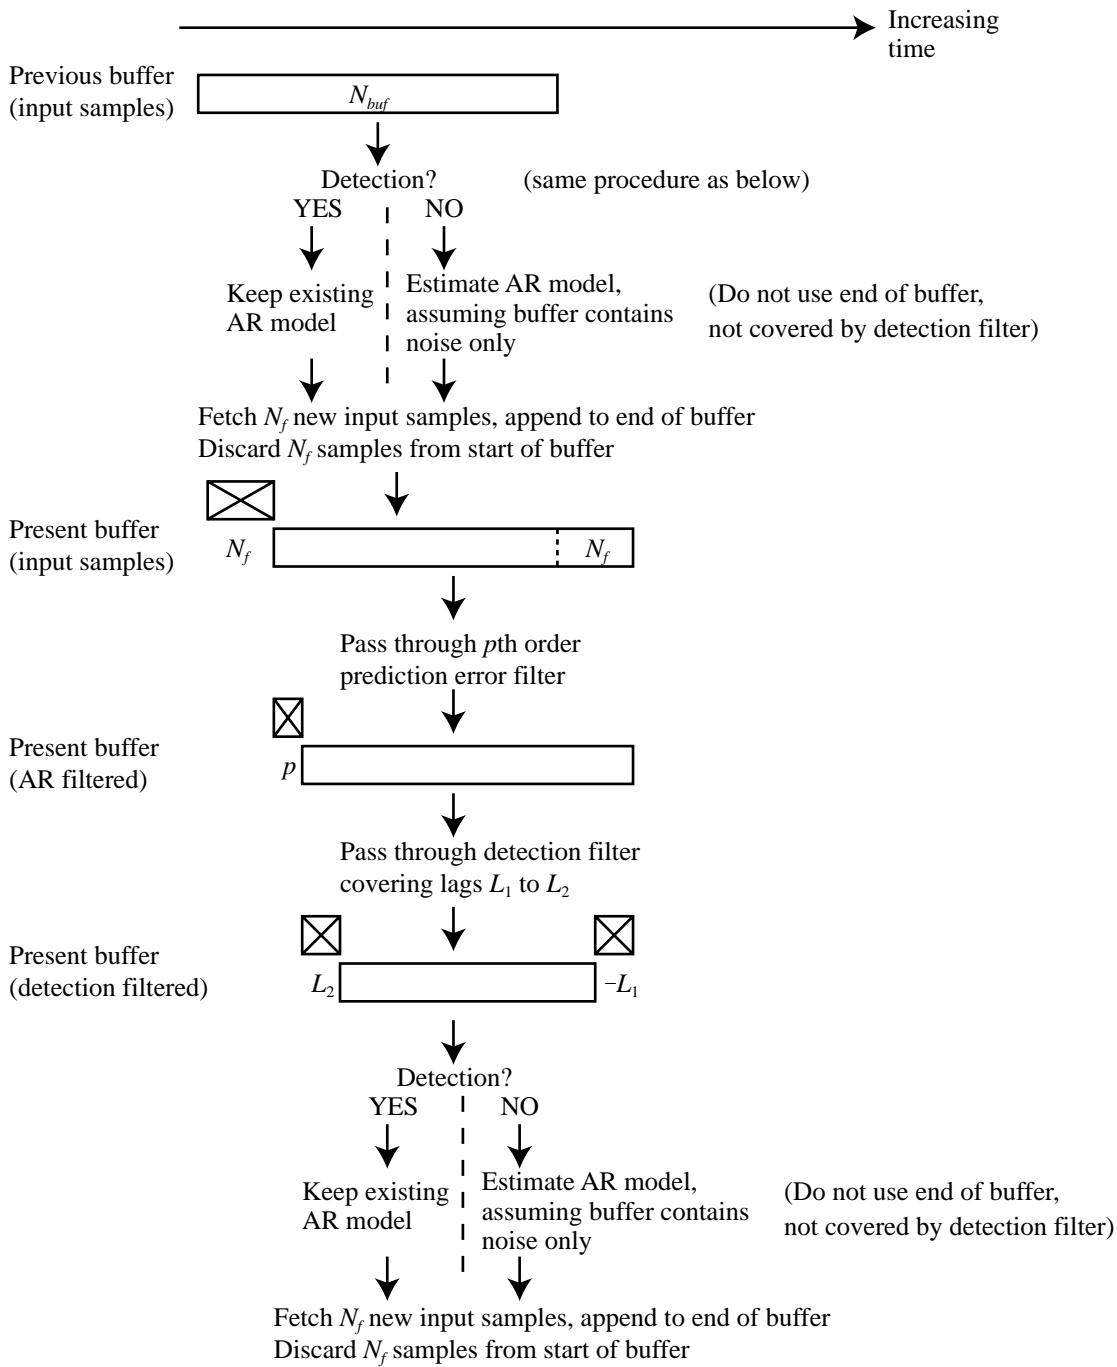 Increasing
time
Previous buffer
(input samples)
N_buf
Detection?
(same procedure as below)
YES
NO
Keep existing
AR model
Estimate AR model,
assuming buffer contains
noise only
(Do not use end of buffer,
not covered by detection filter)
Fetch N_f new input samples, append to end of buffer
Discard N_f samples from start of buffer
Present buffer
(input samples)
N_f
N_f
Pass through pth order
prediction error filter
Present buffer
(AR filtered)
p
Pass through detection filter
covering lags L_1 to L_2
Present buffer
(detection filtered)
L_2
−L_1
Detection?
YES
NO
Keep existing
AR model
Estimate AR model,
assuming buffer contains
noise only
(Do not use end of buffer,
not covered by detection filter)
Fetch N_f new input samples, append to end of buffer
Discard N_f samples from start of buffer